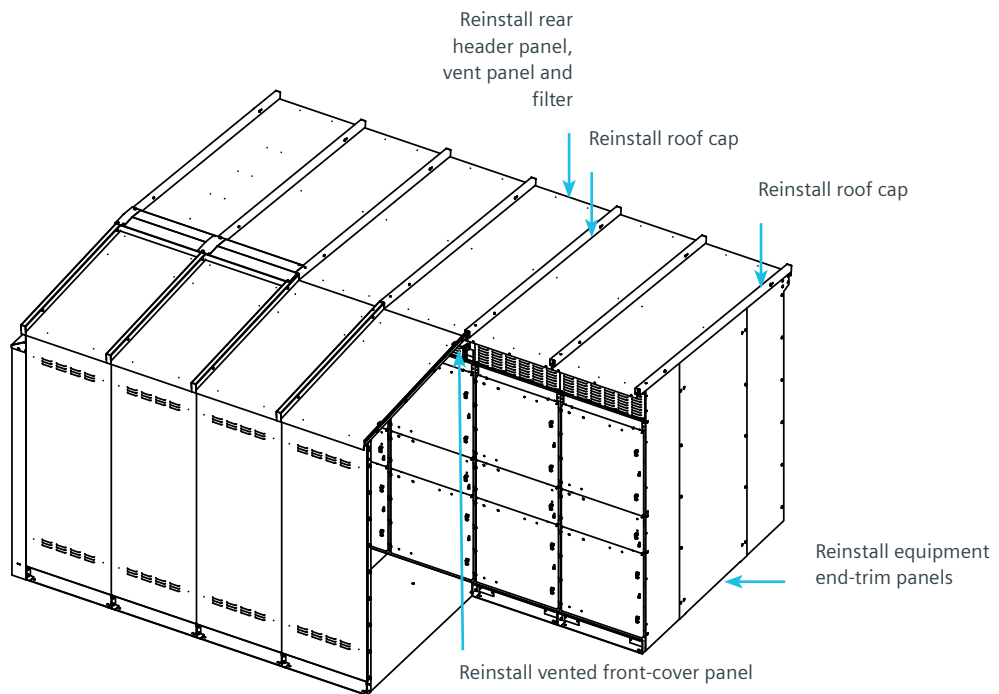 Reinstall rear
header panel,
vent panel and
filter
Reinstall roof cap
Reinstall roof cap
Reinstall equipment
end-trim panels
Reinstall vented front-cover panel